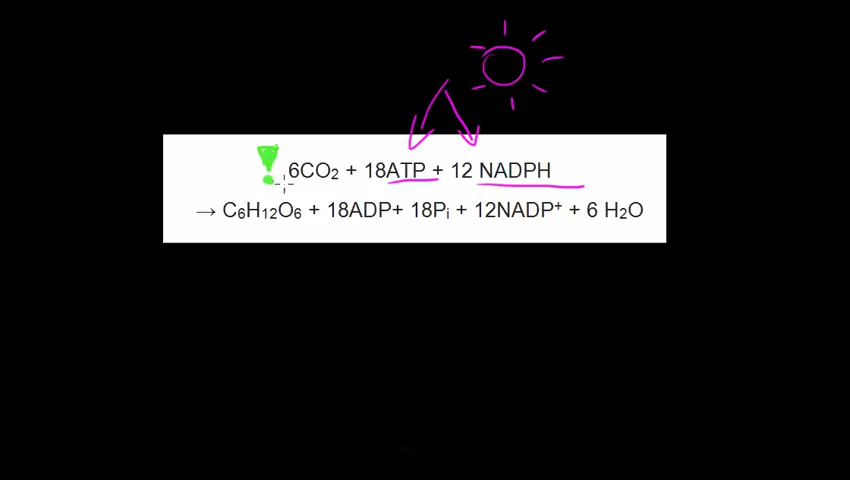 6CO₂ + 18ATP + 12 NADPH
→ C₆H₁₂O₆ + 18ADP+ 18Pᵢ + 12NADP⁺ + 6 H₂O